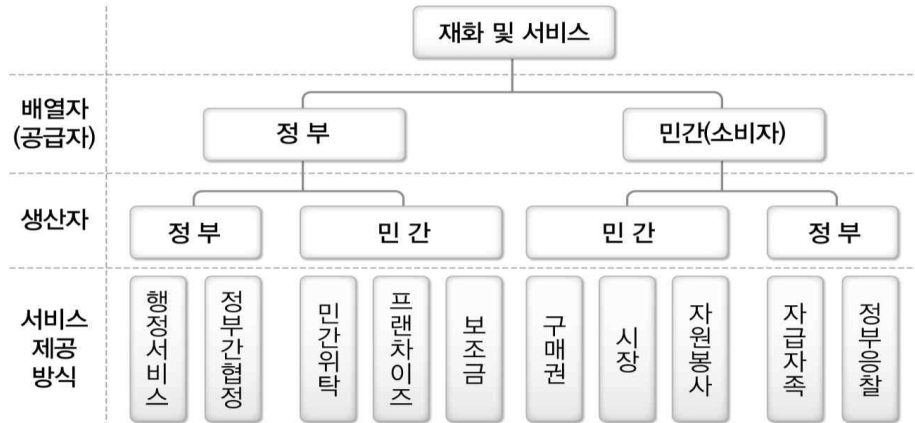 재화 및 서비스
배열자
(공급자)
정 부
민간(소비자)
생산자
정 부
민 간
민 간
정 부
서비스
제공
방식
행정서비스
정부간협정
민간위탁
프랜차이즈
보조금
구매권
시장
자원봉사
자급자족
정부응찰